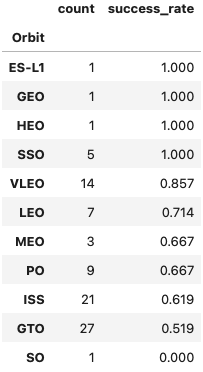 count success_rate
Orbit
ES-L1 1 1.000
GEO 1 1.000
HEO 1 1.000
SSO 5 1.000
VLEO 14 0.857
LEO 7 0.714
MEO 3 0.667
PO 9 0.667
ISS 21 0.619
GTO 27 0.519
SO 1 0.000